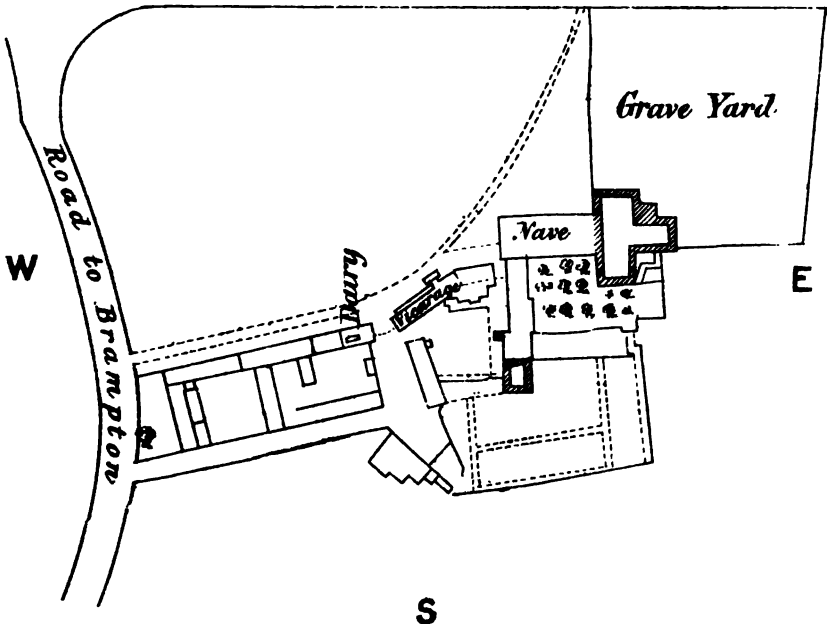 Grave Yard.
Road to Brampton
Nave
W
E
Dairy
Vicarage
S